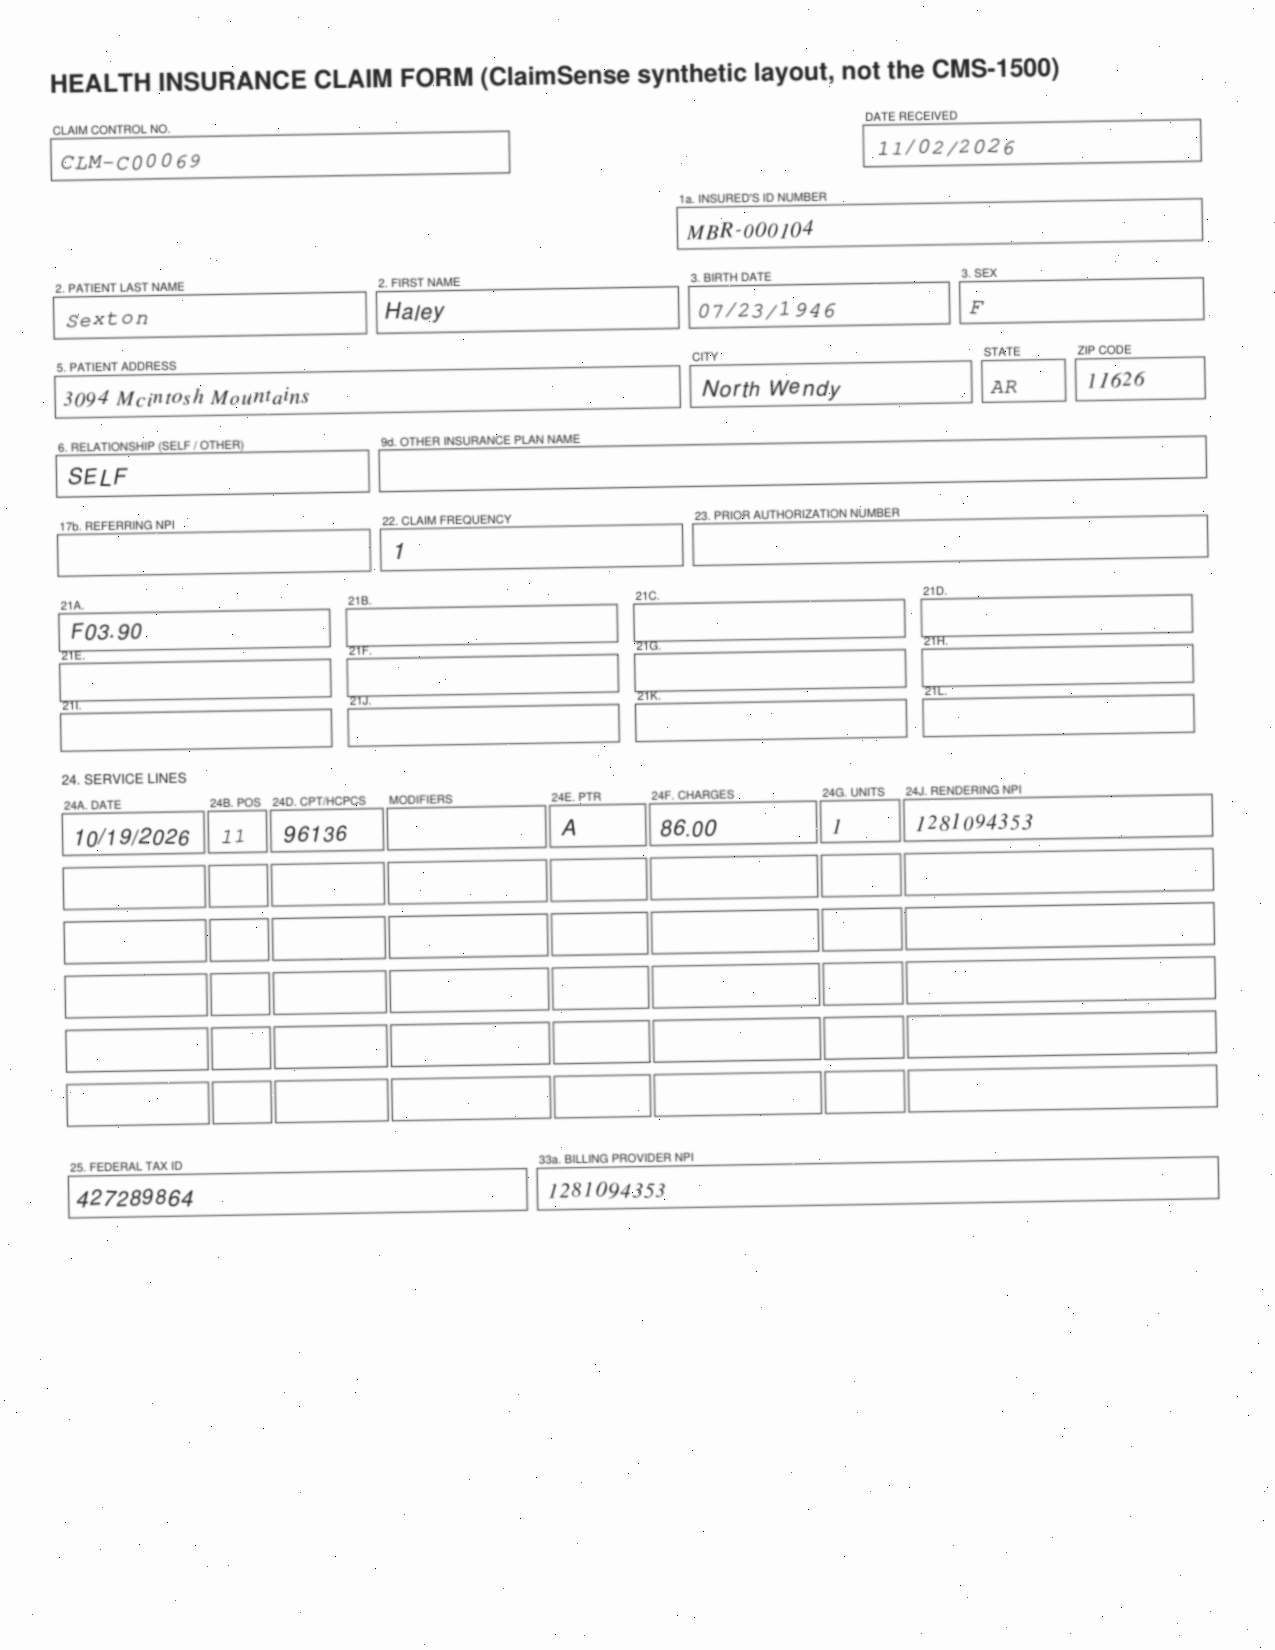 HEALTH INSURANCE CLAIM FORM (ClaimSense synthetic layout, not the CMS-1500)
CLAIM CONTROL NO. DATE RECEIVED
CLM-C00069 11/02/2026
1a. INSURED'S ID NUMBER
MBR-000104
2. PATIENT LAST NAME 2. FIRST NAME 3. BIRTH DATE 3. SEX
Sexton Haley 07/23/1946 F
5. PATIENT ADDRESS CITY STATE ZIP CODE
3094 Mcintosh Mountains North Wendy AR 11626
6. RELATIONSHIP (SELF / OTHER) 9d. OTHER INSURANCE PLAN NAME
SELF
17b. REFERRING NPI 22. CLAIM FREQUENCY 23. PRIOR AUTHORIZATION NUMBER
1
21A. 21B. 21C. 21D.
F03.90
21E. 21F. 21G. 21H.
21I. 21J. 21K. 21L.
24. SERVICE LINES
24A. DATE 24B. POS 24D. CPT/HCPCS MODIFIERS 24E. PTR 24F. CHARGES 24G. UNITS 24J. RENDERING NPI
10/19/2026 11 96136 A 86.00 1 1281094353
25. FEDERAL TAX ID 33a. BILLING PROVIDER NPI
427289864 1281094353